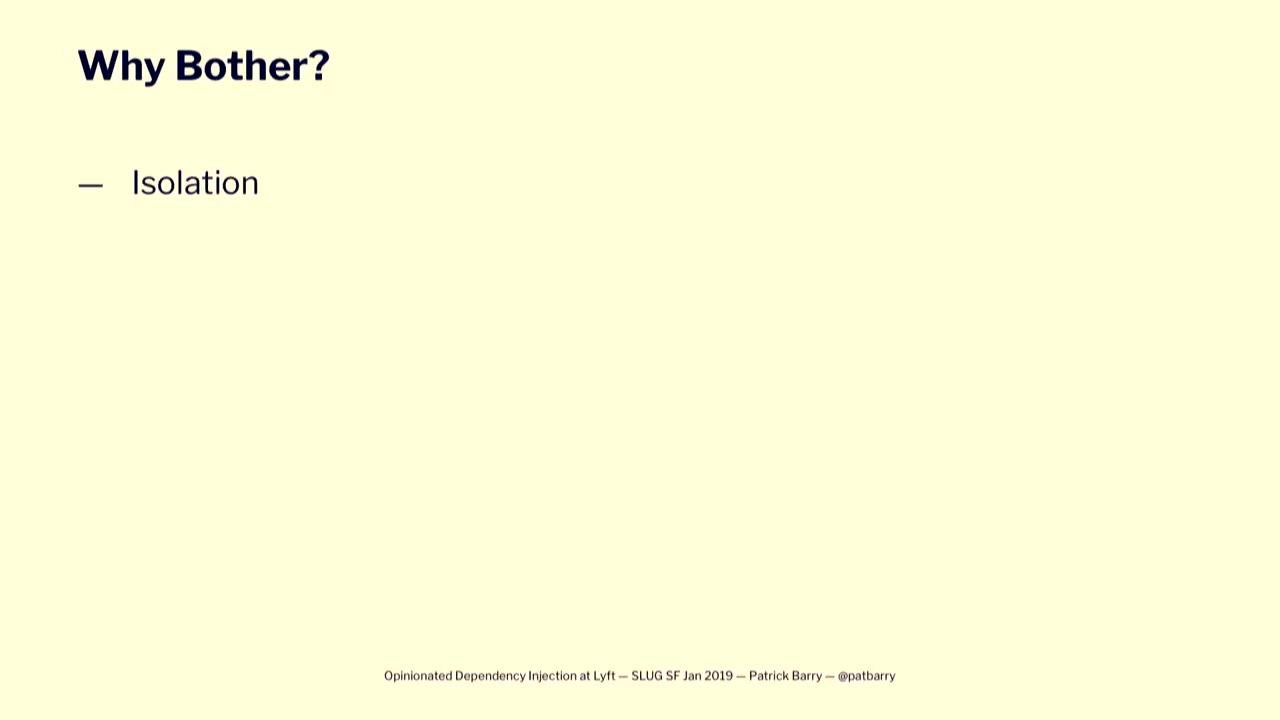 Why Bother?
— Isolation
Opinionated Dependency Injection at Lyft — SLUG SF Jan 2019 — Patrick Barry — @patbarry